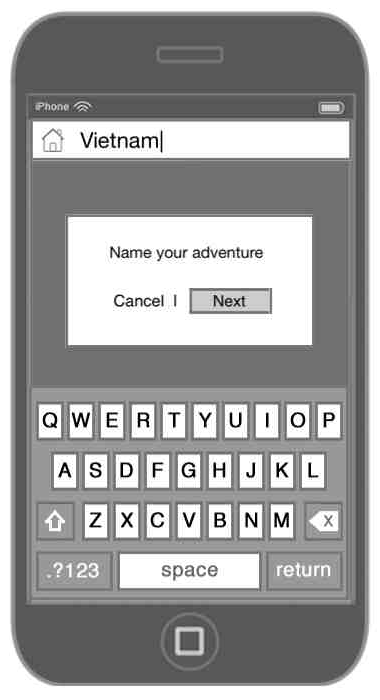 iPhone
Vietnam
Name your adventure
Cancel | Next
Q W E R T Y U I O P
A S D F G H J K L
Z X C V B N M X
.?123 space return